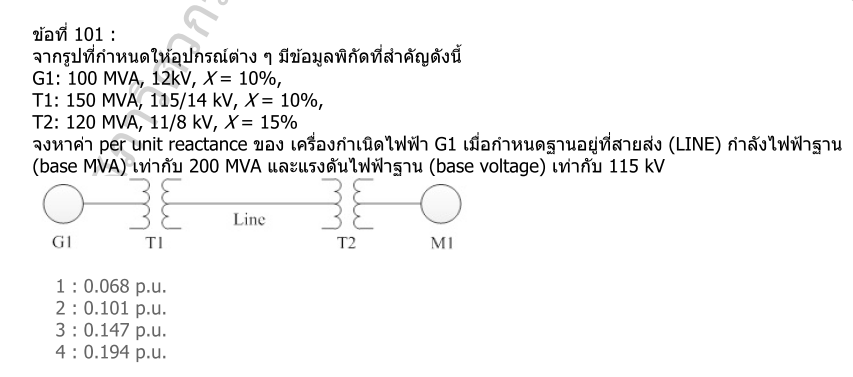 ข้อที่ 101 :
จากรูปที่กำหนดให้อุปกรณ์ต่าง ๆ มีข้อมูลพิกัดที่สำคัญดังนี้
G1: 100 MVA, 12kV, X = 10%,
T1: 150 MVA, 115/14 kV, X = 10%,
T2: 120 MVA, 11/8 kV, X = 15%
จงหาค่า per unit reactance ของ เครื่องกำเนิดไฟฟ้า G1 เมื่อกำหนดฐานอยู่ที่สายส่ง (LINE) กำลังไฟฟ้าฐาน
(base MVA) เท่ากับ 200 MVA และแรงดันไฟฟ้าฐาน (base voltage) เท่ากับ 115 kV
Line
G1 T1 T2 M1
1 : 0.068 p.u.
2 : 0.101 p.u.
3 : 0.147 p.u.
4 : 0.194 p.u.